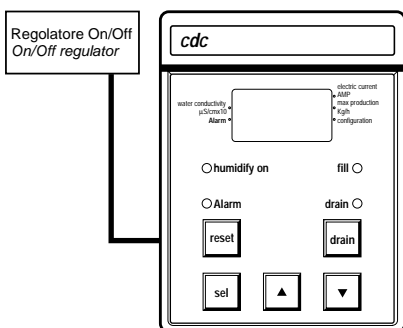 Regolatore On/Off
On/Off regulator
cdc
electric current
AMP
max production
Kg/h
configuration
water conductivity
µS/cmx10
Alarm
humidify on
fill
Alarm
drain
reset
drain
sel